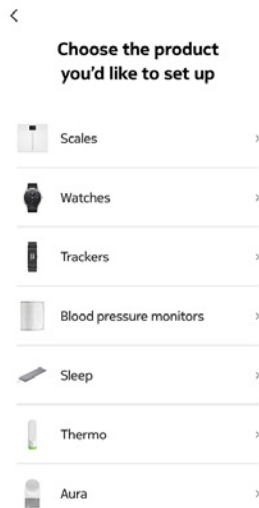 Choose the product
you'd like to set up
Scales
Watches
Trackers
Blood pressure monitors
Sleep
Thermo
Aura